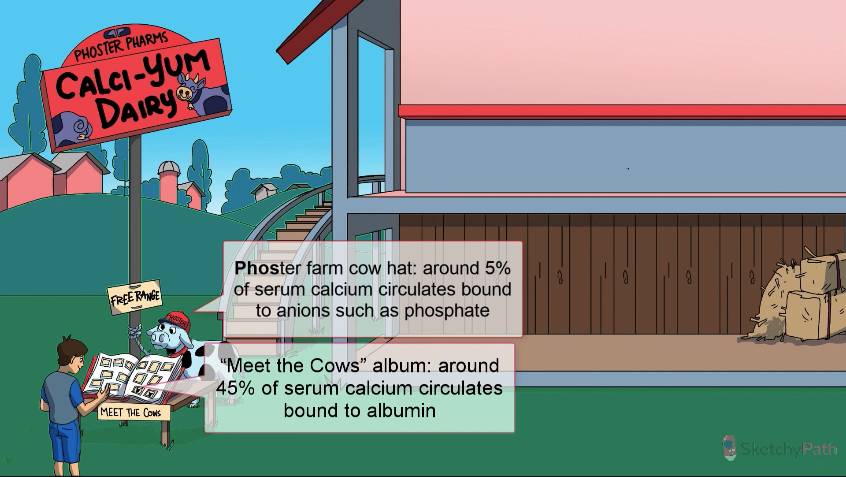 PHOSTER PHARMS
CALCI-YUM
DAIRY
FREE RANGE
Phoster farm cow hat: around 5%
of serum calcium circulates bound
to anions such as phosphate
"Meet the Cows" album: around
45% of serum calcium circulates
bound to albumin
MEET THE COWS
SketchyPath